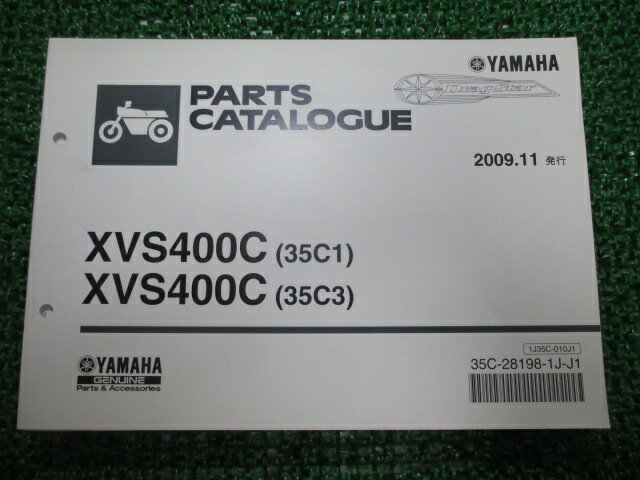 YAMAHA
DragStar
PARTS
CATALOGUE
2009.11 発行
XVS400C (35C1)
XVS400C (35C3)
1J35C-010J1
35C-28198-1J-J1
YAMAHA
GENUINE
Parts & Accessories